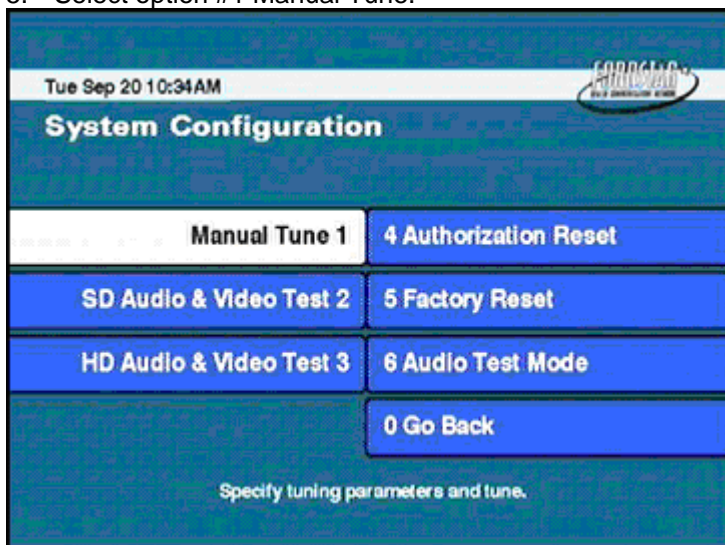 Select option #1 Manual Tune.
Tue Sep 20 10:34AM
FORDSTAR
System Configuration
Manual Tune 1
4 Authorization Reset
SD Audio & Video Test 2
5 Factory Reset
HD Audio & Video Test 3
6 Audio Test Mode
0 Go Back
Specify tuning parameters and tune.